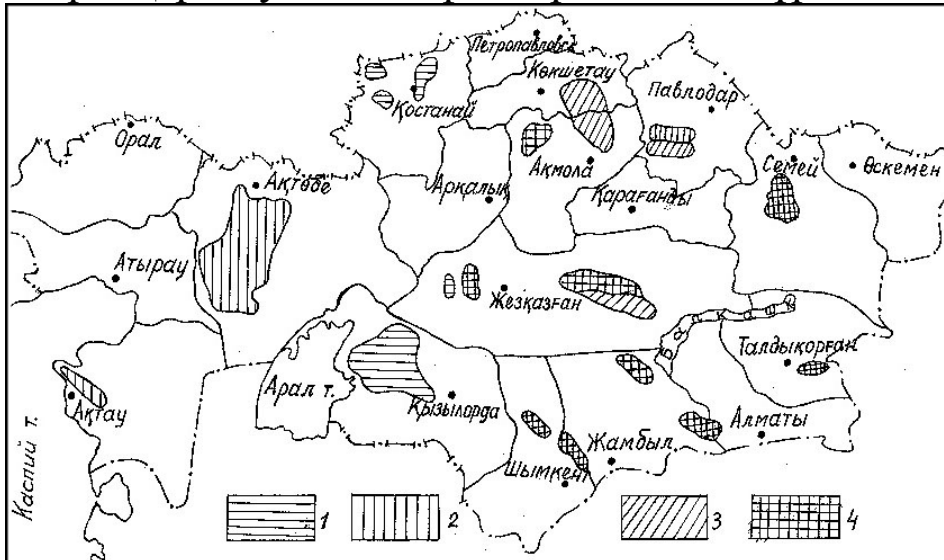 Петропавловск
Көкшетау
Павлодар
Қостанай
Орал
Ақмола
Семей
Өскемен
Ақтөбе
Арқалық
Қарағанды
Атырау
Жезқазған
Талдықорған
Арал т.
Қызылорда
Ақтау
Алматы
Жамбыл
Шымкент
Каспий т.
1
2
3
4